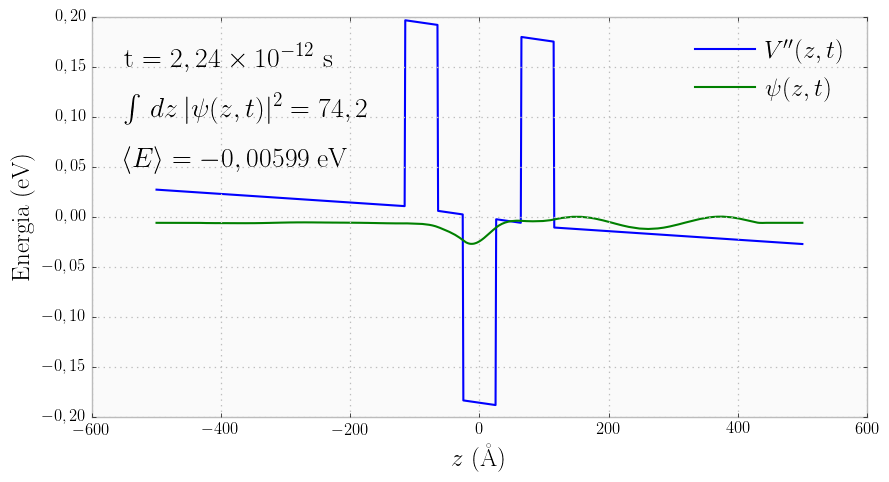 t = 2,24 × 10⁻¹² s
∫ dz |ψ(z,t)|² = 74,2
⟨E⟩ = −0,00599 eV
V''(z,t)
ψ(z,t)
Energia (eV)
0,20
0,15
0,10
0,05
0,00
−0,05
−0,10
−0,15
−0,20
−600
−400
−200
0
200
400
600
z (Å)